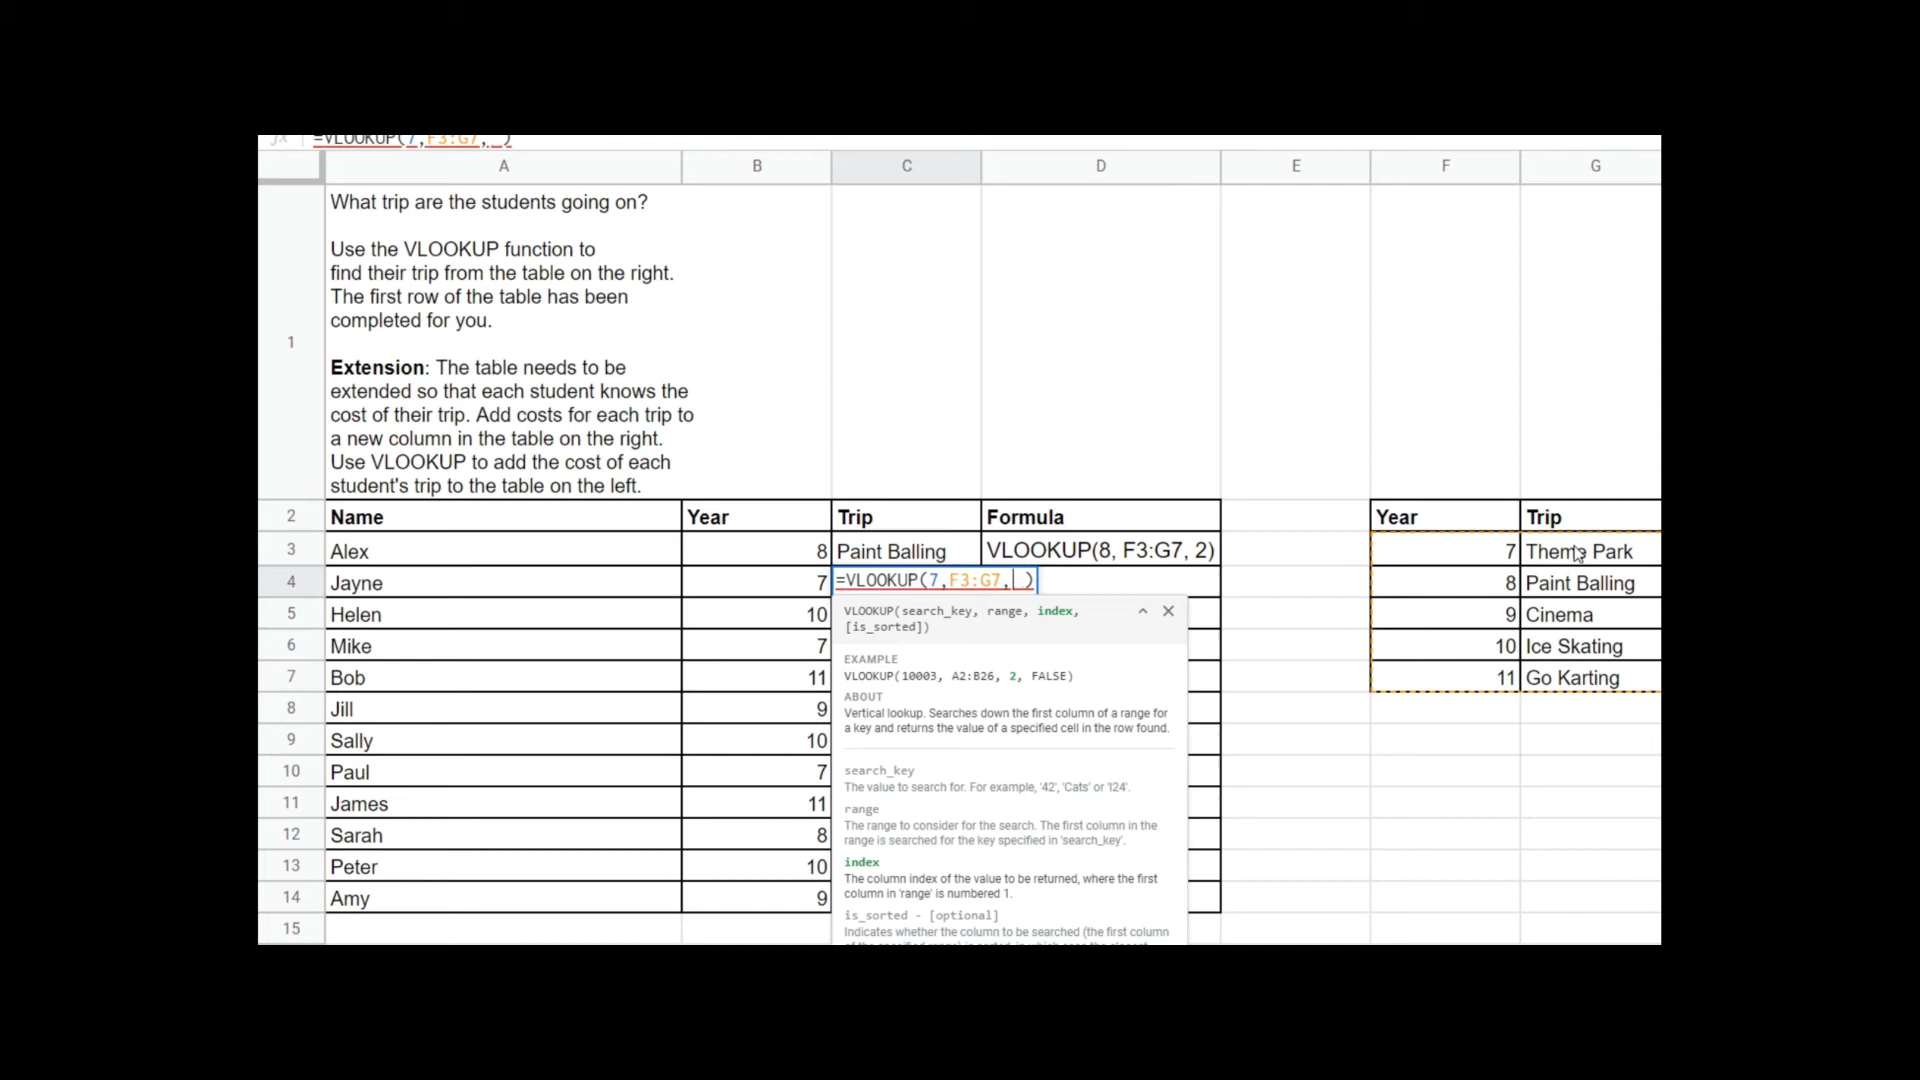 fx =VLOOKUP(7,F3:G7, )
A B C D E F G
1
What trip are the students going on?
Use the VLOOKUP function to
find their trip from the table on the right.
The first row of the table has been
completed for you.
Extension: The table needs to be
extended so that each student knows the
cost of their trip. Add costs for each trip to
a new column in the table on the right.
Use VLOOKUP to add the cost of each
student's trip to the table on the left.
2 Name Year Trip Formula Year Trip
3 Alex 8 Paint Balling VLOOKUP(8, F3:G7, 2) 7 Theme Park
4 Jayne 7 =VLOOKUP(7,F3:G7, ) 8 Paint Balling
5 Helen 10 9 Cinema
6 Mike 7 10 Ice Skating
7 Bob 11 11 Go Karting
8 Jill 9
9 Sally 10
10 Paul 7
11 James 11
12 Sarah 8
13 Peter 10
14 Amy 9
15
VLOOKUP(search_key, range, index,
[is_sorted])
EXAMPLE
VLOOKUP(10003, A2:B26, 2, FALSE)
ABOUT
Vertical lookup. Searches down the first column of a range for
a key and returns the value of a specified cell in the row found.
search_key
The value to search for. For example, '42', 'Cats' or 'I24'.
range
The range to consider for the search. The first column in the
range is searched for the key specified in 'search_key'.
index
The column index of the value to be returned, where the first
column in 'range' is numbered 1.
is_sorted - [optional]
Indicates whether the column to be searched (the first column